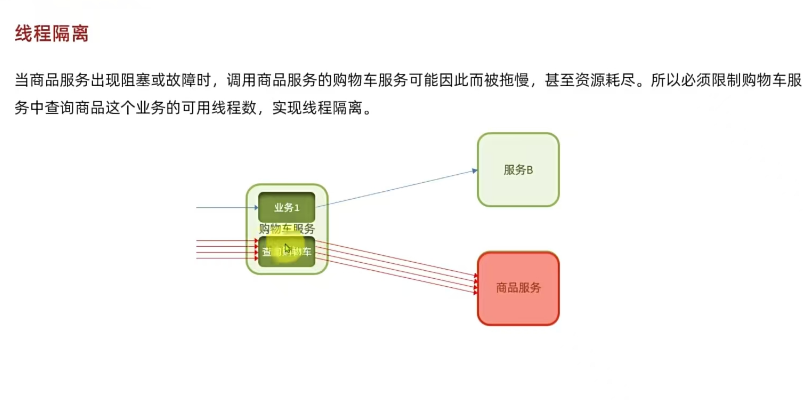 线程隔离
当商品服务出现阻塞或故障时，调用商品服务的购物车服务可能因此而被拖慢，甚至资源耗尽。所以必须限制购物车服
务中查询商品这个业务的可用线程数，实现线程隔离。
服务B
业务1
购物车服务
查询购物车
商品服务